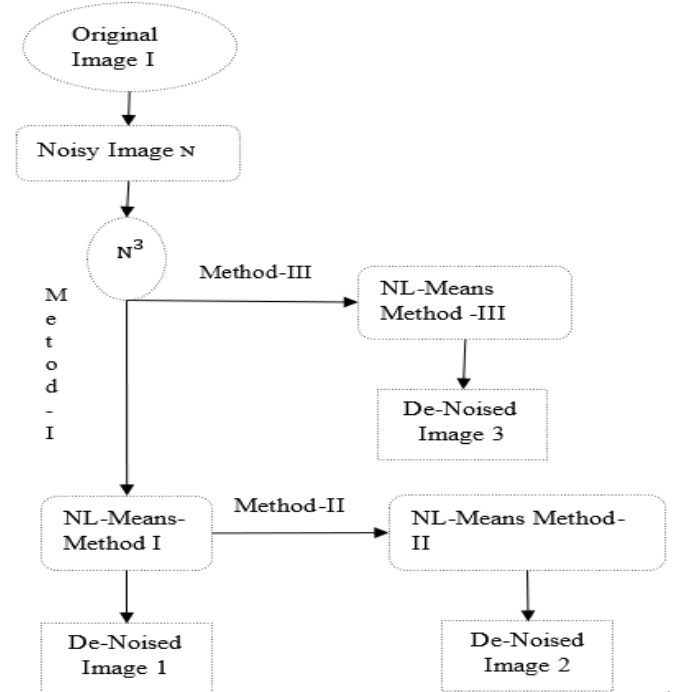 Original
Image I
Noisy Image N
N³
Method-III
NL-Means
Method -III
M
e
t
o
d
-
I
De-Noised
Image 3
NL-Means-
Method I
Method-II
NL-Means Method-
II
De-Noised
Image 1
De-Noised
Image 2